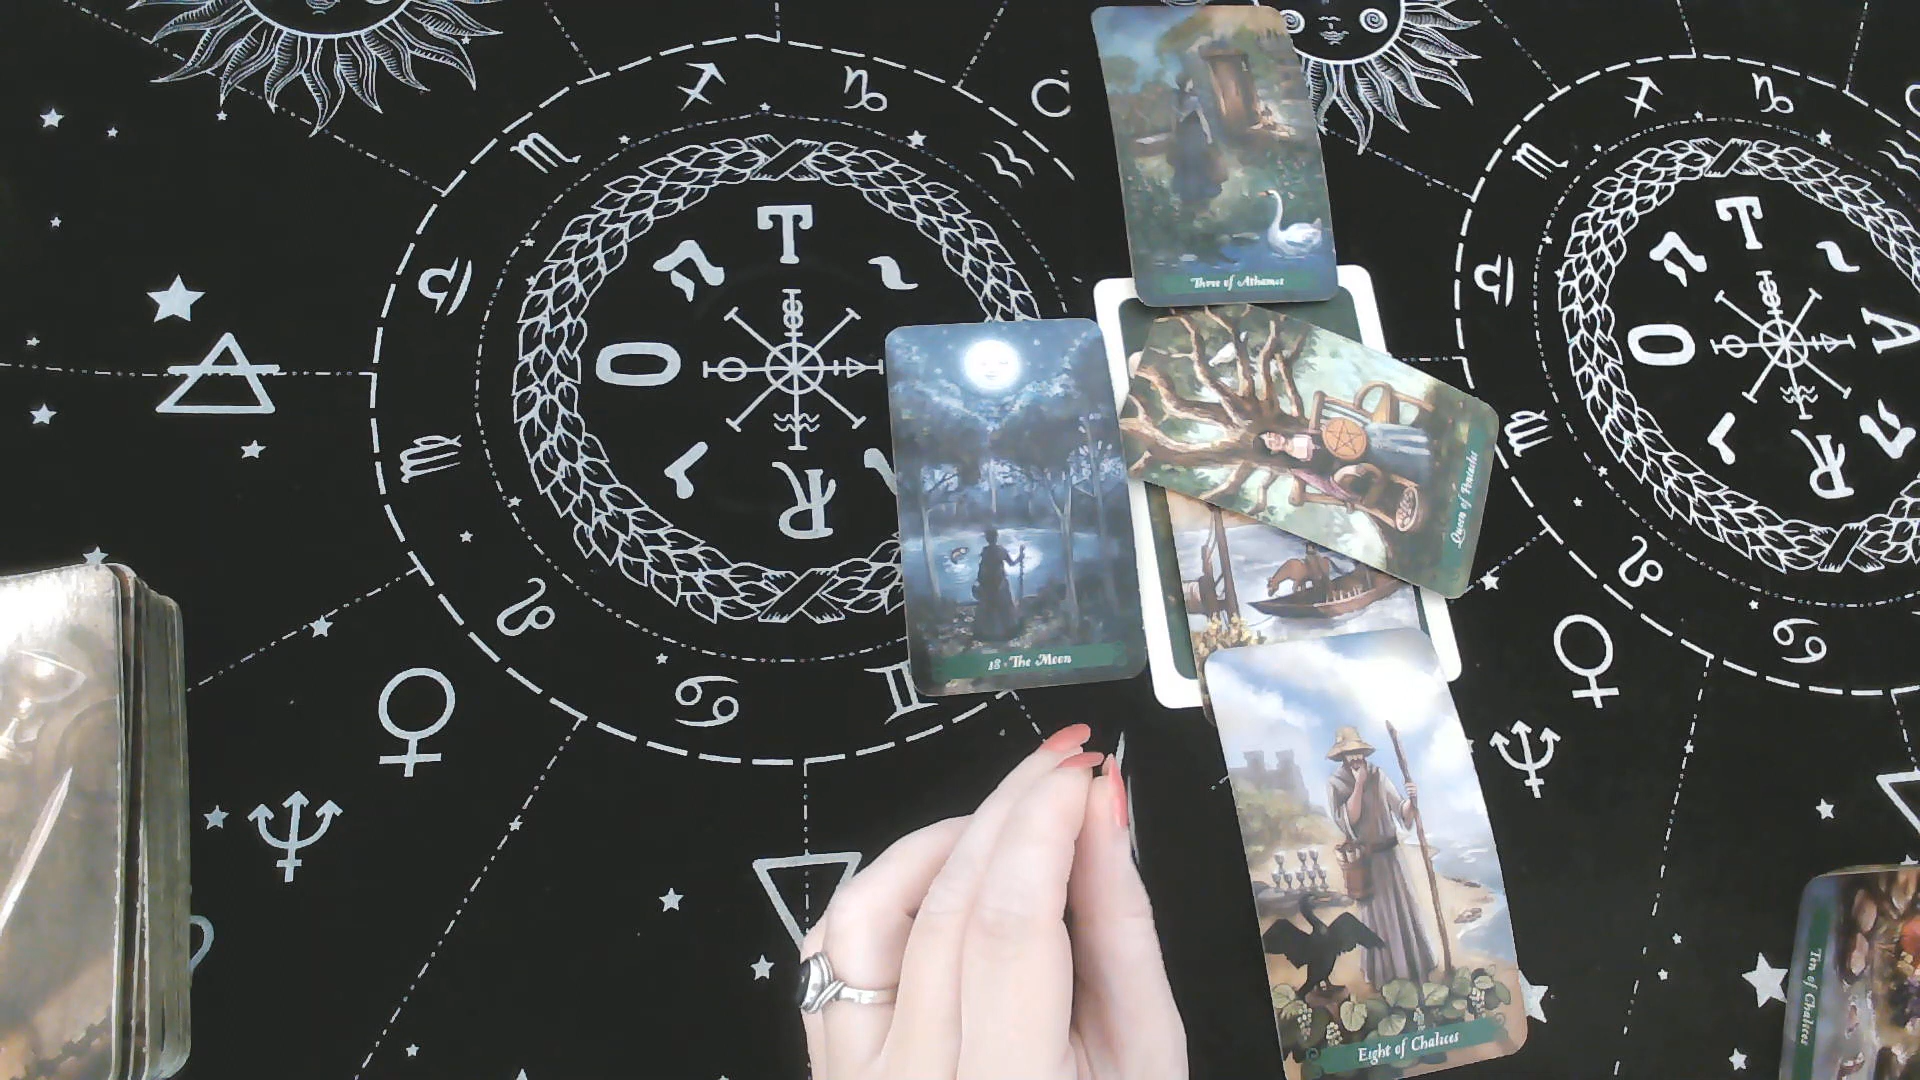 Three of Athames
18 · The Moon
Queen of Pentacles
Eight of Chalices
Ten of Chalices
T
A
R
O
T
A
R
O